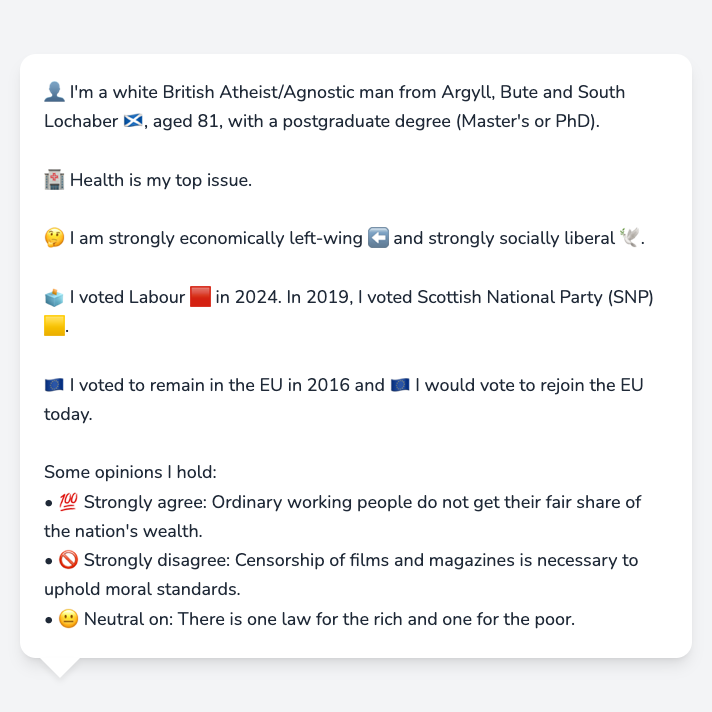 👤 I'm a white British Atheist/Agnostic man from Argyll, Bute and South
Lochaber 🏴󠁧󠁢󠁳󠁣󠁴󠁿, aged 81, with a postgraduate degree (Master's or PhD).
🏥 Health is my top issue.
🤔 I am strongly economically left-wing ⬅️ and strongly socially liberal 🕊️.
🗳️ I voted Labour 🟥 in 2024. In 2019, I voted Scottish National Party (SNP)
🟨.
🇪🇺 I voted to remain in the EU in 2016 and 🇪🇺 I would vote to rejoin the EU
today.
Some opinions I hold:
• 💯 Strongly agree: Ordinary working people do not get their fair share of
the nation's wealth.
• 🚫 Strongly disagree: Censorship of films and magazines is necessary to
uphold moral standards.
• 😐 Neutral on: There is one law for the rich and one for the poor.